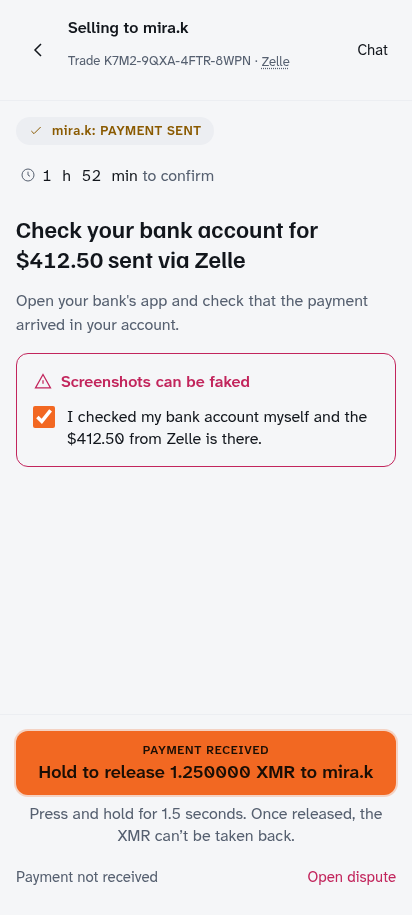 Selling to mira.k
Trade K7M2-9QXA-4FTR-8WPN · Zelle
Chat
mira.k: PAYMENT SENT
1 h 52 min to confirm
Check your bank account for
$412.50 sent via Zelle
Open your bank's app and check that the payment
arrived in your account.
Screenshots can be faked
I checked my bank account myself and the
$412.50 from Zelle is there.
PAYMENT RECEIVED
Hold to release 1.250000 XMR to mira.k
Press and hold for 1.5 seconds. Once released, the
XMR can't be taken back.
Payment not received
Open dispute